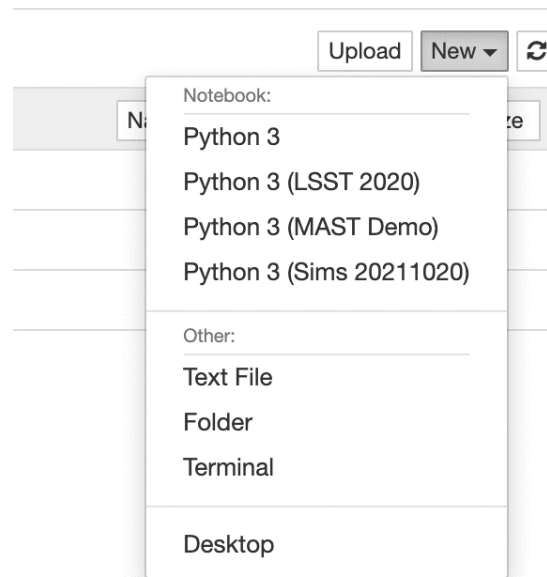 Upload New
Notebook:
Python 3
Python 3 (LSST 2020)
Python 3 (MAST Demo)
Python 3 (Sims 20211020)
Other:
Text File
Folder
Terminal
Desktop